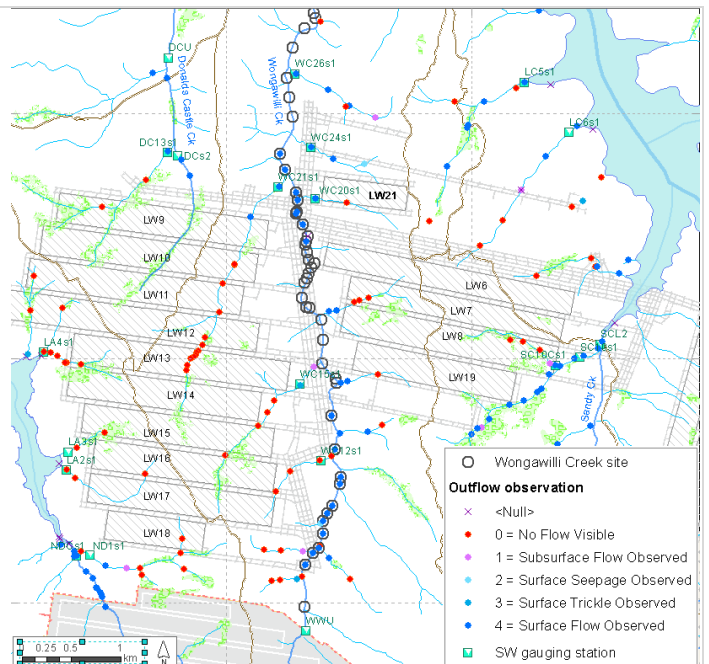 DCU
Donalds Castle Ck
Wongawilli Ck
WC26s1
LC5s1
DC13s1
DCs2
WC24s1
LC6s1
WC21s1
WC20s1
LW21
LW9
LW10
LW11
LW12
LW13
LW14
LW15
LW16
LW17
LW18
LW6
LW7
LW8
LW19
LA4s1
LA3s1
LA2s1
ND1s1
WC15s1
SCL2
SC10Cs1
Sandy Ck
WWU
Wongawilli Creek site
Outflow observation
<Null>
0 = No Flow Visible
1 = Subsurface Flow Observed
2 = Surface Seepage Observed
3 = Surface Trickle Observed
4 = Surface Flow Observed
SW gauging station
0 0.25 0.5 1
km
N